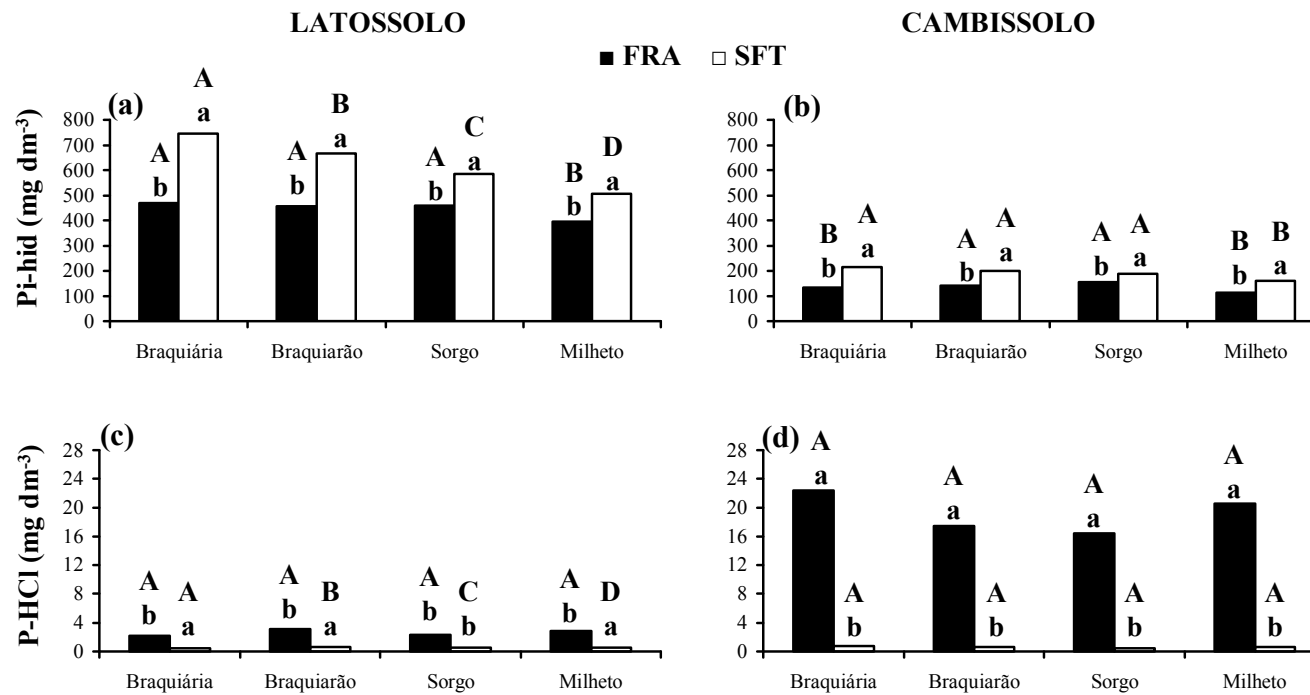 LATOSSOLO
CAMBISSOLO
■ FRA □ SFT
(a)
Pi-hid (mg dm-3)
800
700
600
500
400
300
200
100
0
A
b
A
a
A
b
B
a
A
b
C
a
B
b
D
a
Braquiária Braquiarão Sorgo Milheto
(b)
800
700
600
500
400
300
200
100
0
B
b
A
a
A
b
A
a
A
b
A
a
B
b
B
a
Braquiária Braquiarão Sorgo Milheto
(c)
P-HCl (mg dm-3)
28
24
20
16
12
8
4
0
A
b
A
a
A
b
B
a
A
b
C
b
A
b
D
a
Braquiária Braquiarão Sorgo Milheto
(d)
28
24
20
16
12
8
4
0
A
a
A
b
A
a
A
b
A
a
A
b
A
a
A
b
Braquiária Braquiarão Sorgo Milheto